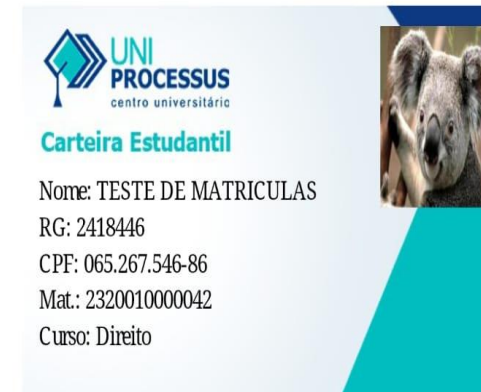 UNI
PROCESSUS
centro universitário
Carteira Estudantil
Nome: TESTE DE MATRICULAS
RG: 2418446
CPF: 065.267.546-86
Mat.: 2320010000042
Curso: Direito